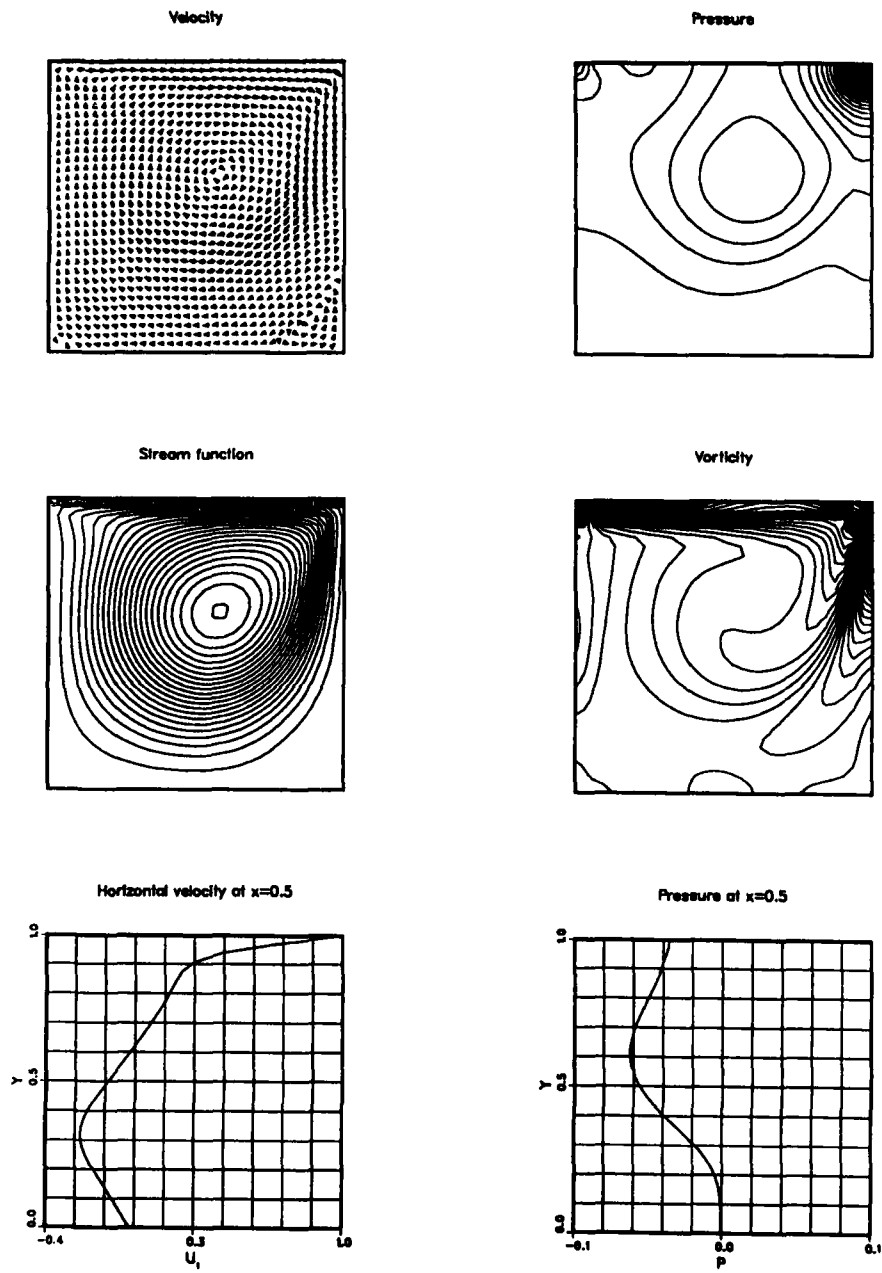 Velocity
Pressure
Stream function
Vorticity
Horizontal velocity at x=0.5
1.0
Y
0.5
0.0
-0.4
0.3
1.0
U₁
Pressure at x=0.5
1.0
Y
0.5
0.0
-0.1
0.0
0.1
P